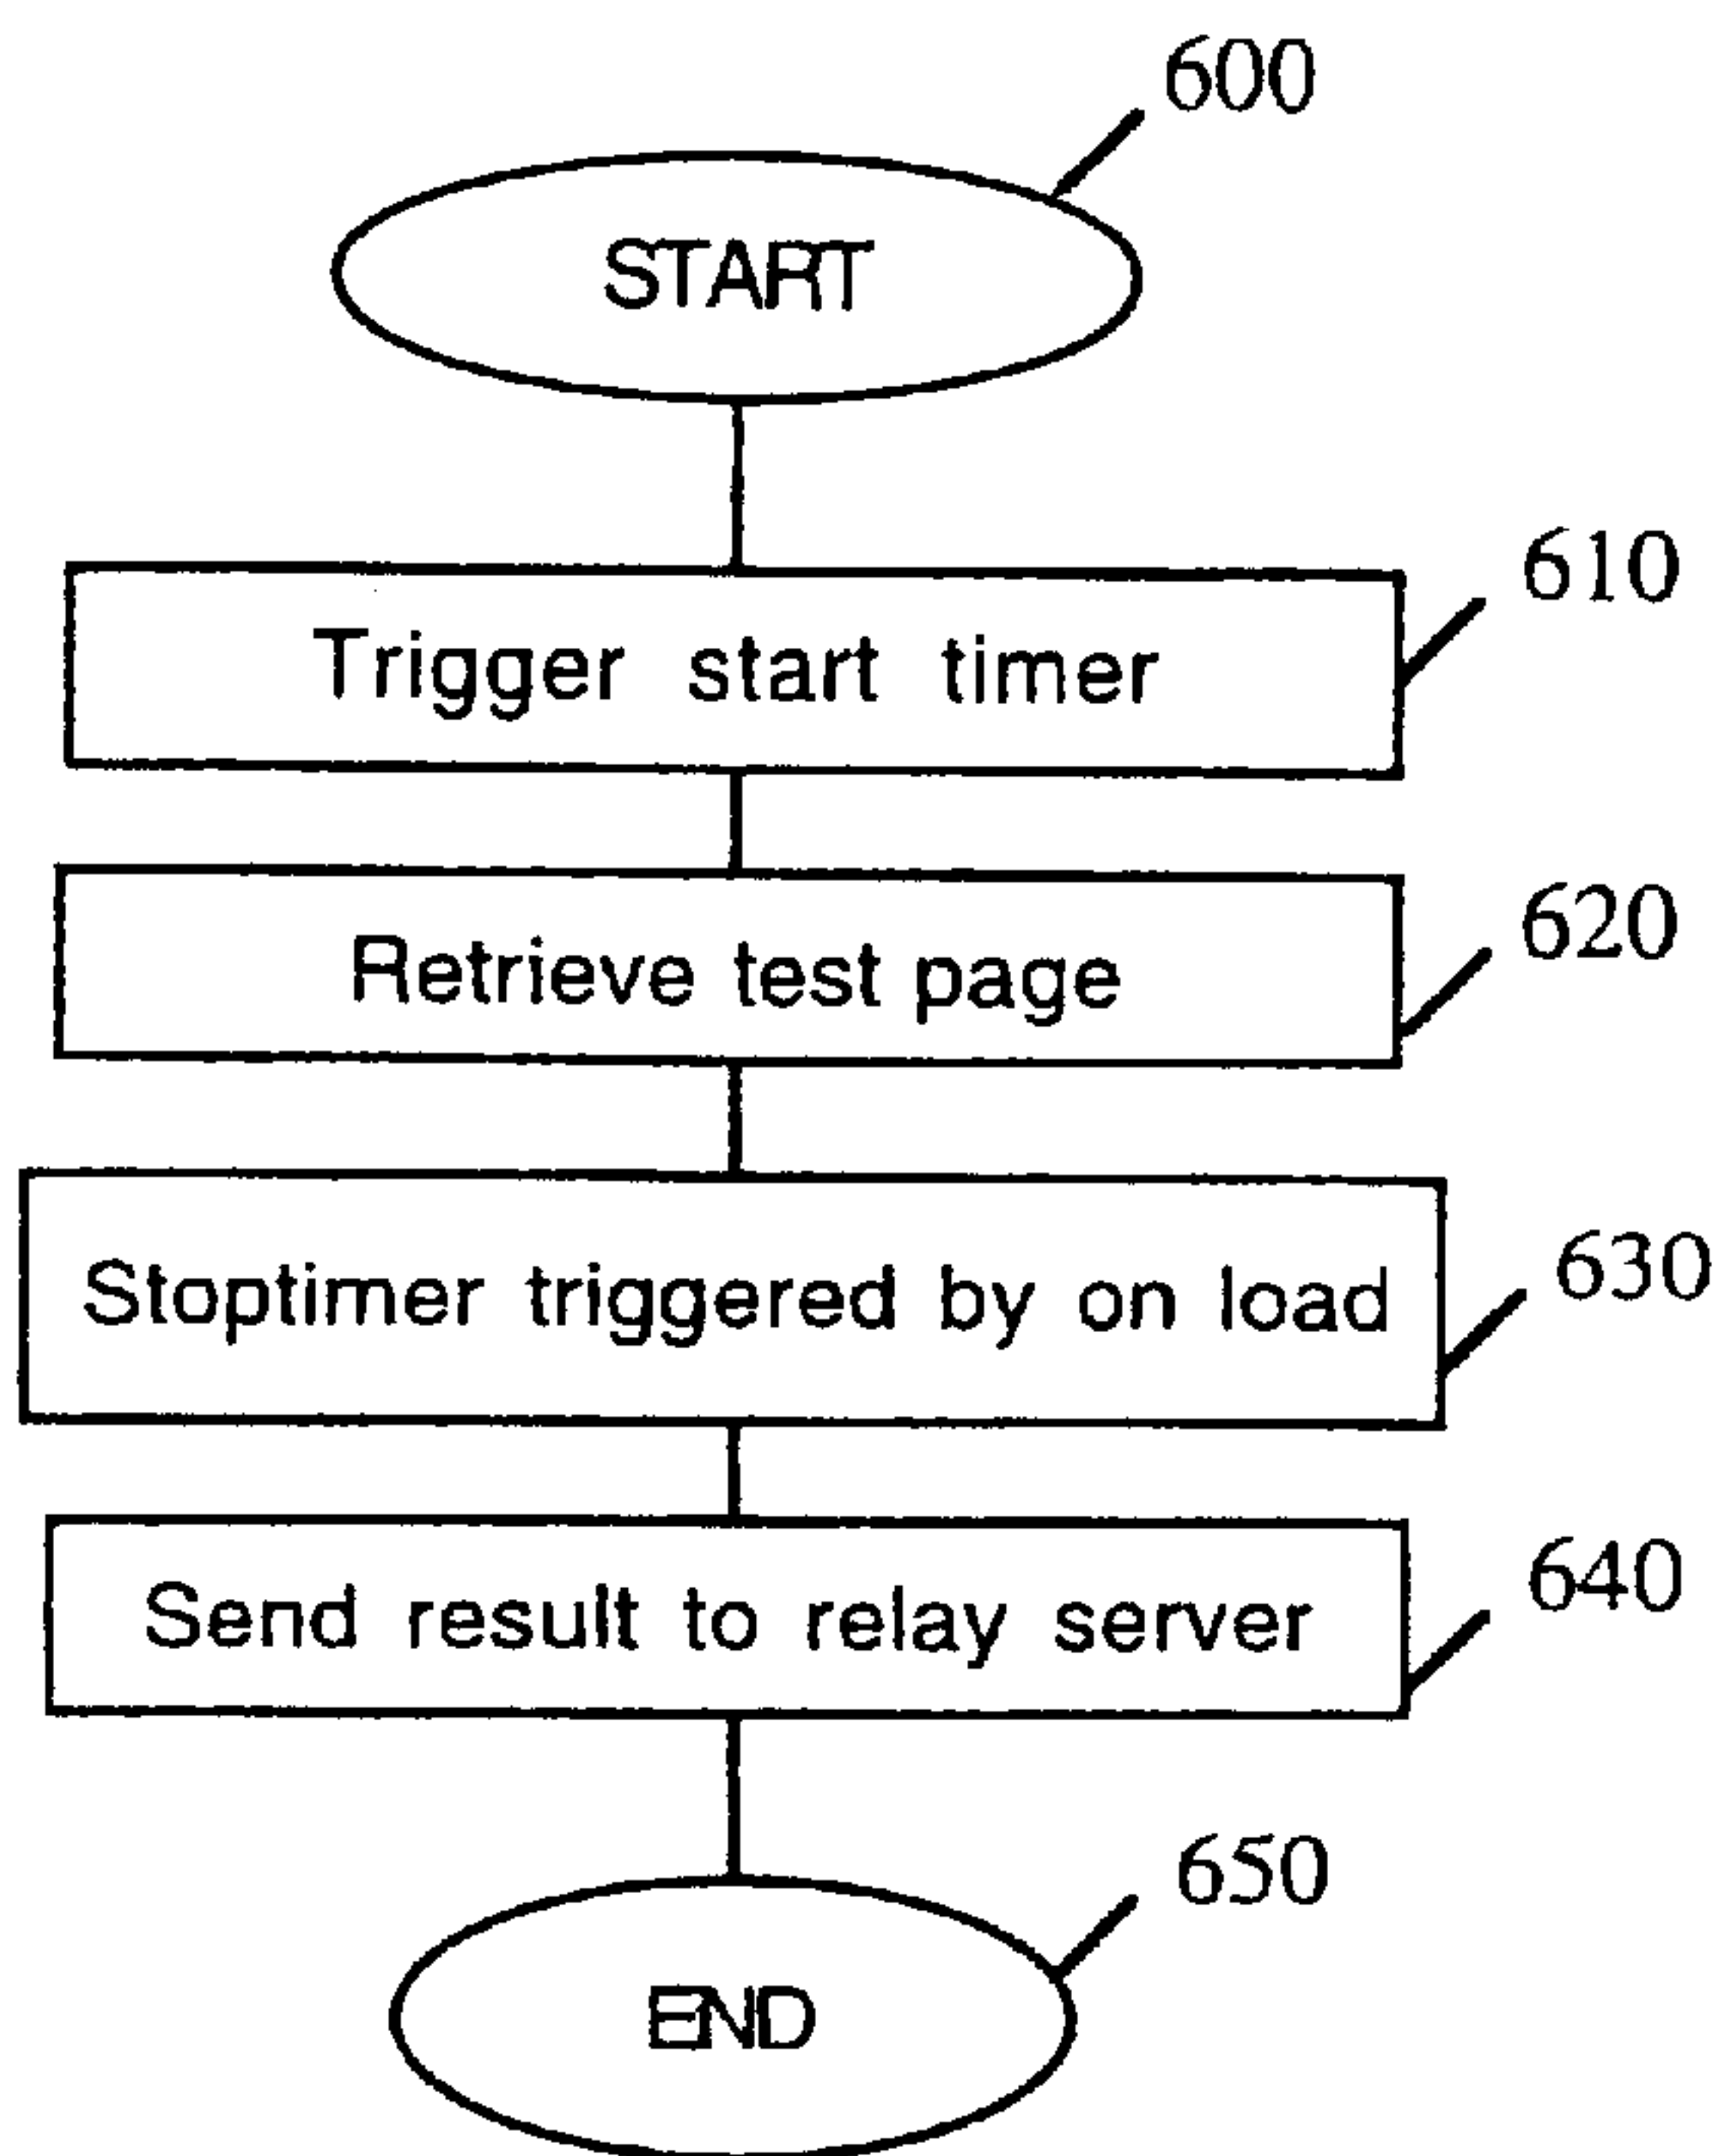 600
START
610
Trigger start timer
620
Retrieve test page
630
Stoptimer triggered by on load
640
Send result to relay server
650
END